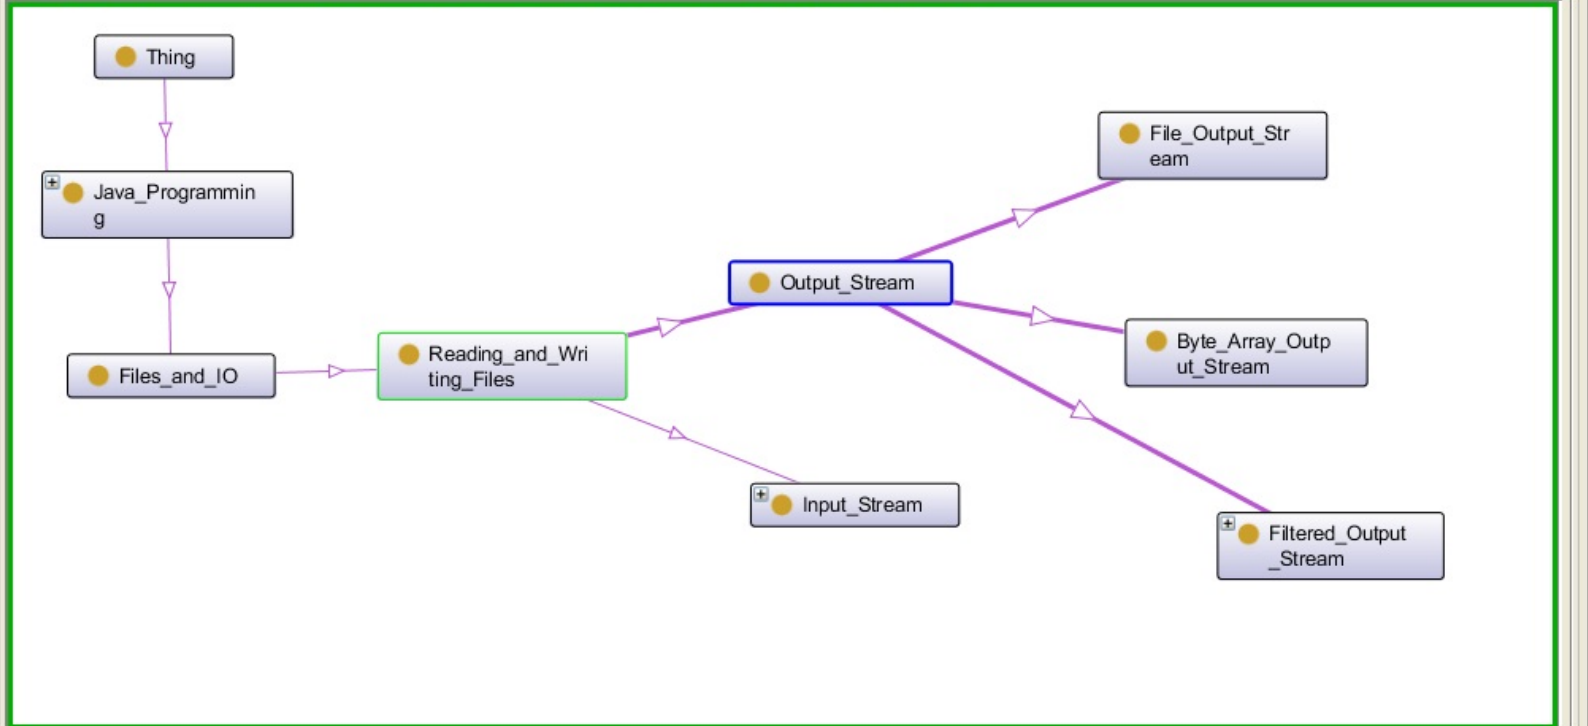 Thing
Java_Programmin
g
Files_and_IO
Reading_and_Wri
ting_Files
Output_Stream
Input_Stream
File_Output_Str
eam
Byte_Array_Outp
ut_Stream
Filtered_Output
_Stream